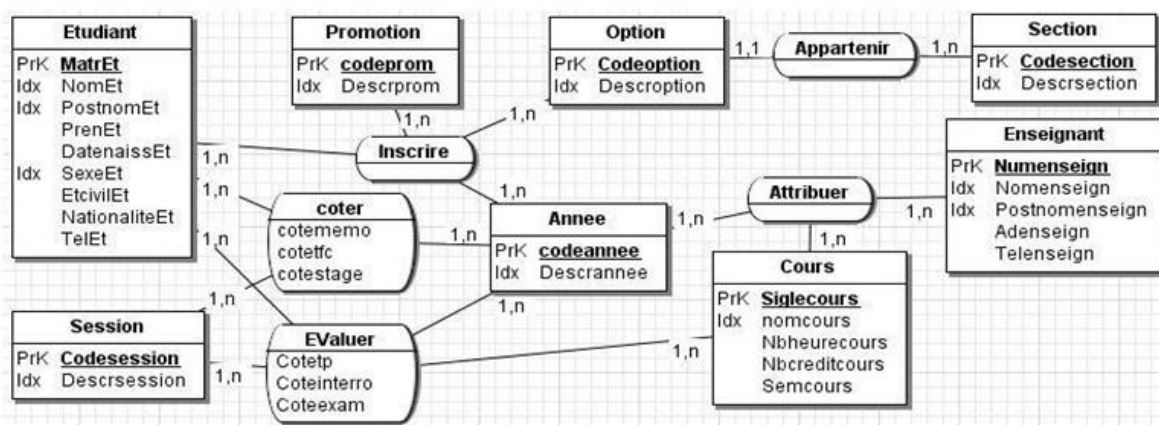 Etudiant
PrK MatrEt
Idx NomEt
Idx PostnomEt
PrenEt
DatenaissEt
Idx SexeEt
EtcivilEt
NationaliteEt
TelEt
Promotion
PrK codeprom
Idx Descrprom
Option
PrK Codeoption
Idx Descroption
1,1
Appartenir
1,n
Section
PrK Codesection
Idx Descrsection
1,n
1,n
1,n
Inscrire
1,n
Enseignant
PrK Numenseign
Idx Nomenseign
Idx Postnomenseign
Adenseign
Telenseign
Attribuer
1,n
1,n
1,n
1,n
coter
cotememo
cotetfc
cotestage
1,n
1,n
Annee
PrK codeannee
Idx Descrannee
1,n
Cours
PrK Siglecours
Idx nomcours
Nbheurecours
Nbcreditcours
Semcours
1,n
1,n
Session
PrK Codesession
Idx Descrsession
1,n
EValuer
Cotetp
Coteinterro
Coteexam
1,n